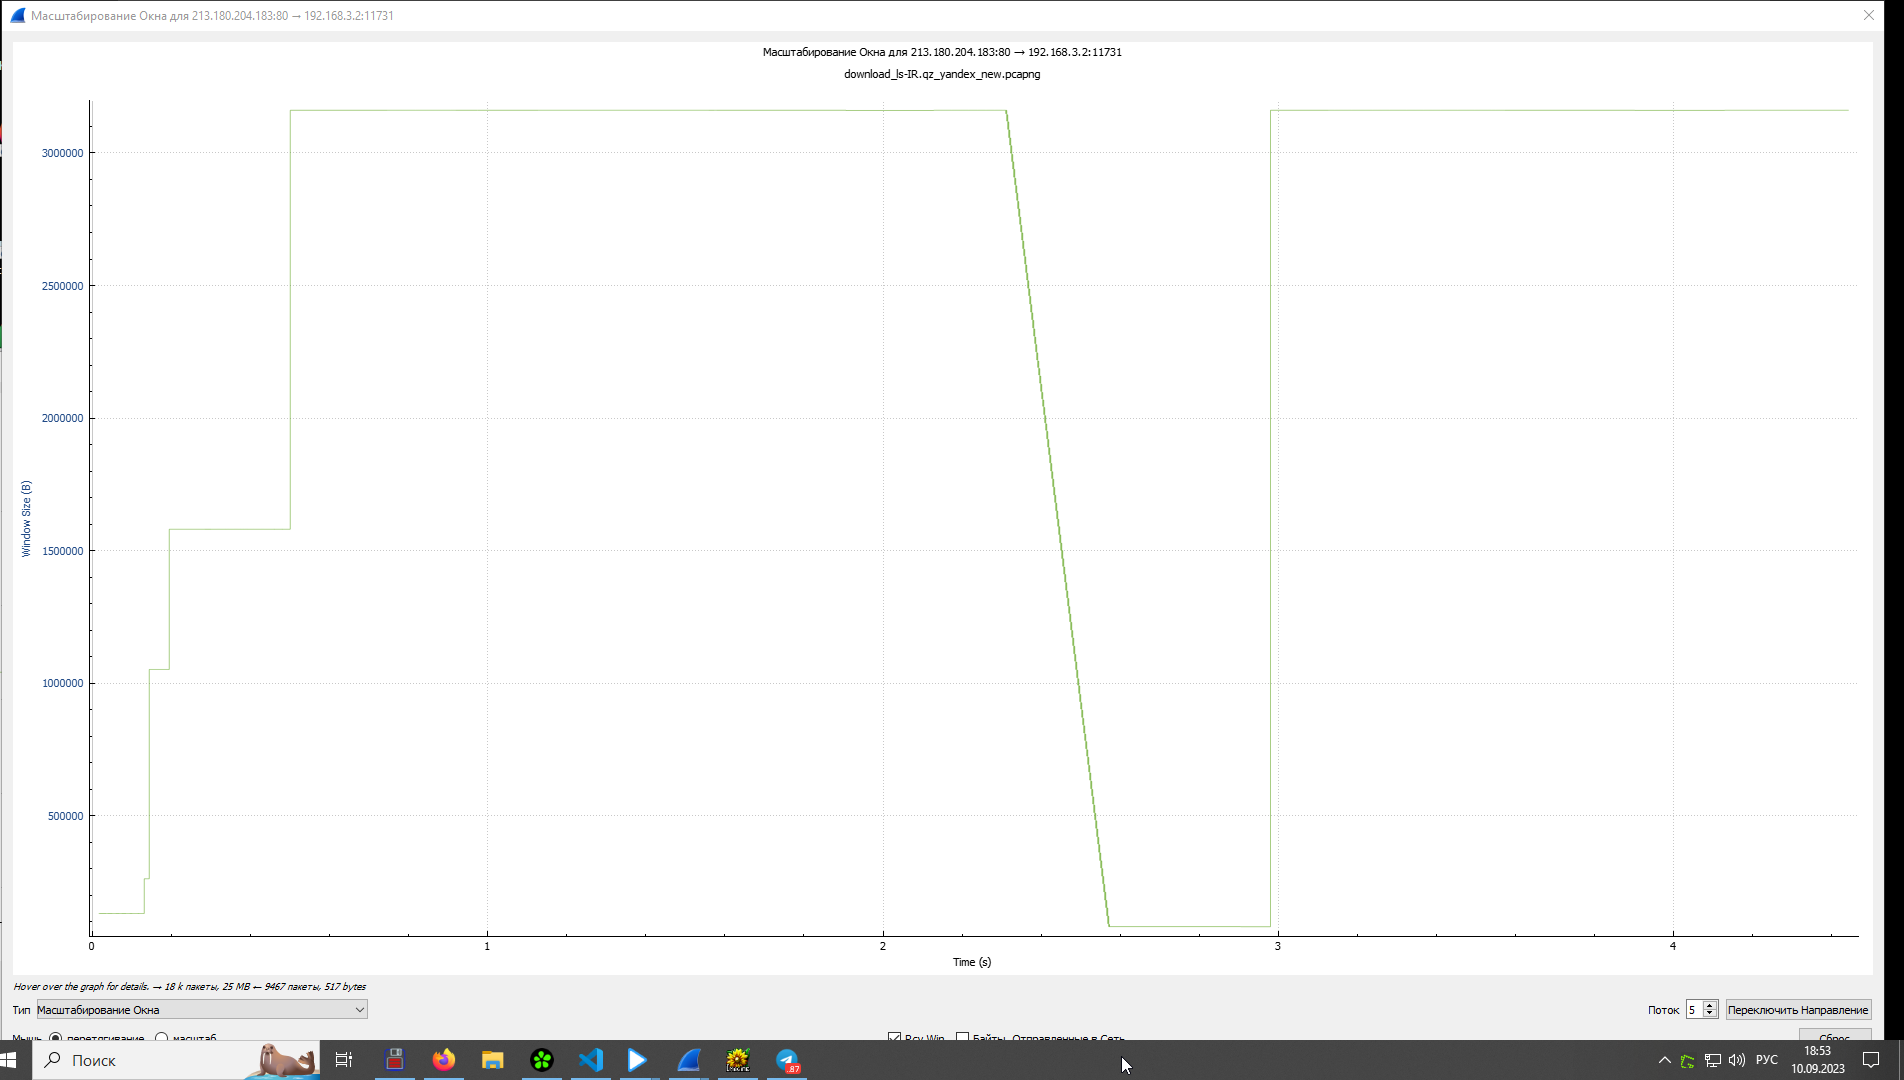 Масштабирование Окна для 213.180.204.183:80 → 192.168.3.2:11731
Масштабирование Окна для 213.180.204.183:80 → 192.168.3.2:11731
download_ls-IR.gz_yandex_new.pcapng
3000000
2500000
2000000
1500000
1000000
500000
Window Size (B)
0 1 2 3 4
Time (s)
Hover over the graph for details. → 18 k пакеты, 25 MB ← 9467 пакеты, 517 bytes
Тип Масштабирование Окна Поток 5 Переключить Направление
Мышь перетягивание масштаб Rcv Win Байты, Отправленные в Сеть Сброс
Поиск 87 РУС 18:53
10.09.2023